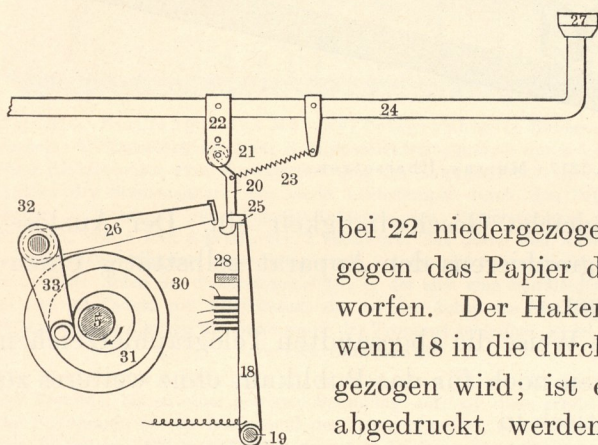 27
24
22
21
23
20
25
32
26
28
30
33
5
31
18
19
bei 22 niedergezoge
gegen das Papier d
worfen. Der Haken
wenn 18 in die durch
gezogen wird; ist e
abgedruckt werden